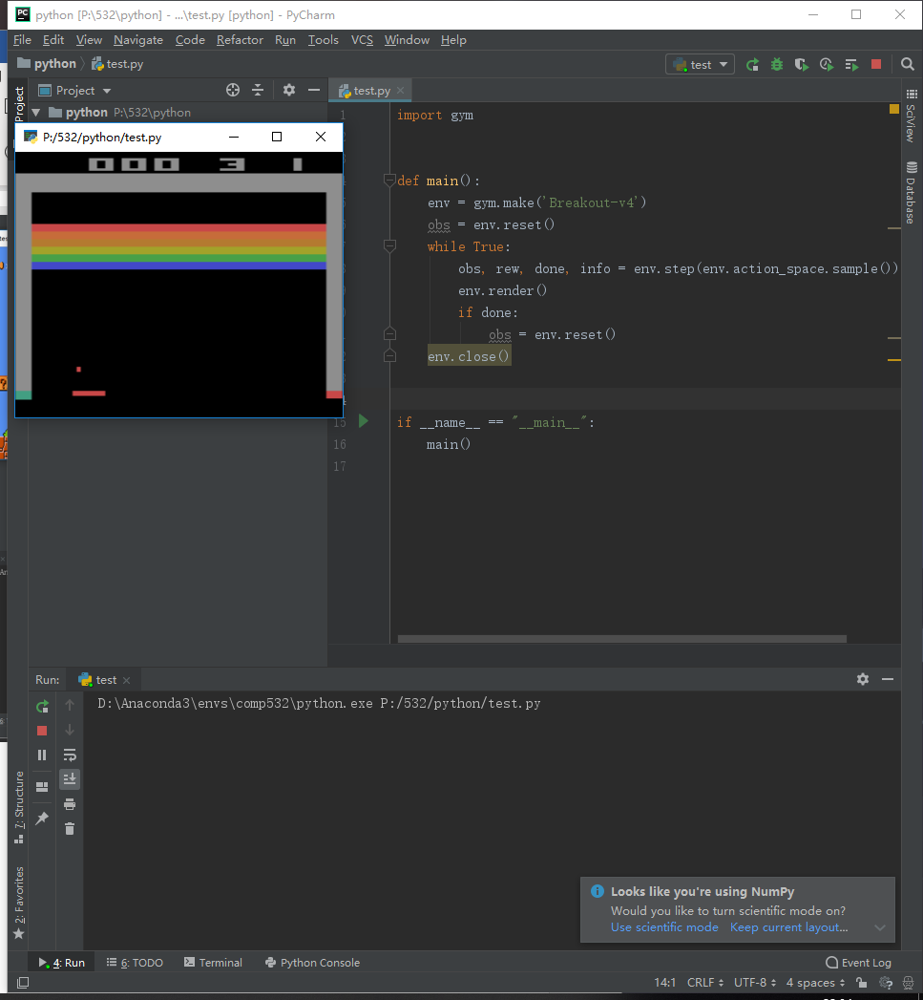 python [P:\532\python] - ...\test.py [python] - PyCharm
File Edit View Navigate Code Refactor Run Tools VCS Window Help
python test.py
test
Project
Project
test.py
python P:\532\python
P:/532/python/test.py
000 3 1
1
import gym
def main():
env = gym.make('Breakout-v4')
obs = env.reset()
while True:
obs, rew, done, info = env.step(env.action_space.sample())
env.render()
if done:
obs = env.reset()
env.close()
15
if __name__ == "__main__":
16
main()
17
SciView
Database
Run: test
D:\Anaconda3\envs\comp532\python.exe P:/532/python/test.py
7: Structure
2: Favorites
Looks like you're using NumPy
Would you like to turn scientific mode on?
Use scientific mode Keep current layout...
4: Run 6: TODO Terminal Python Console Event Log
14:1 CRLF UTF-8 4 spaces